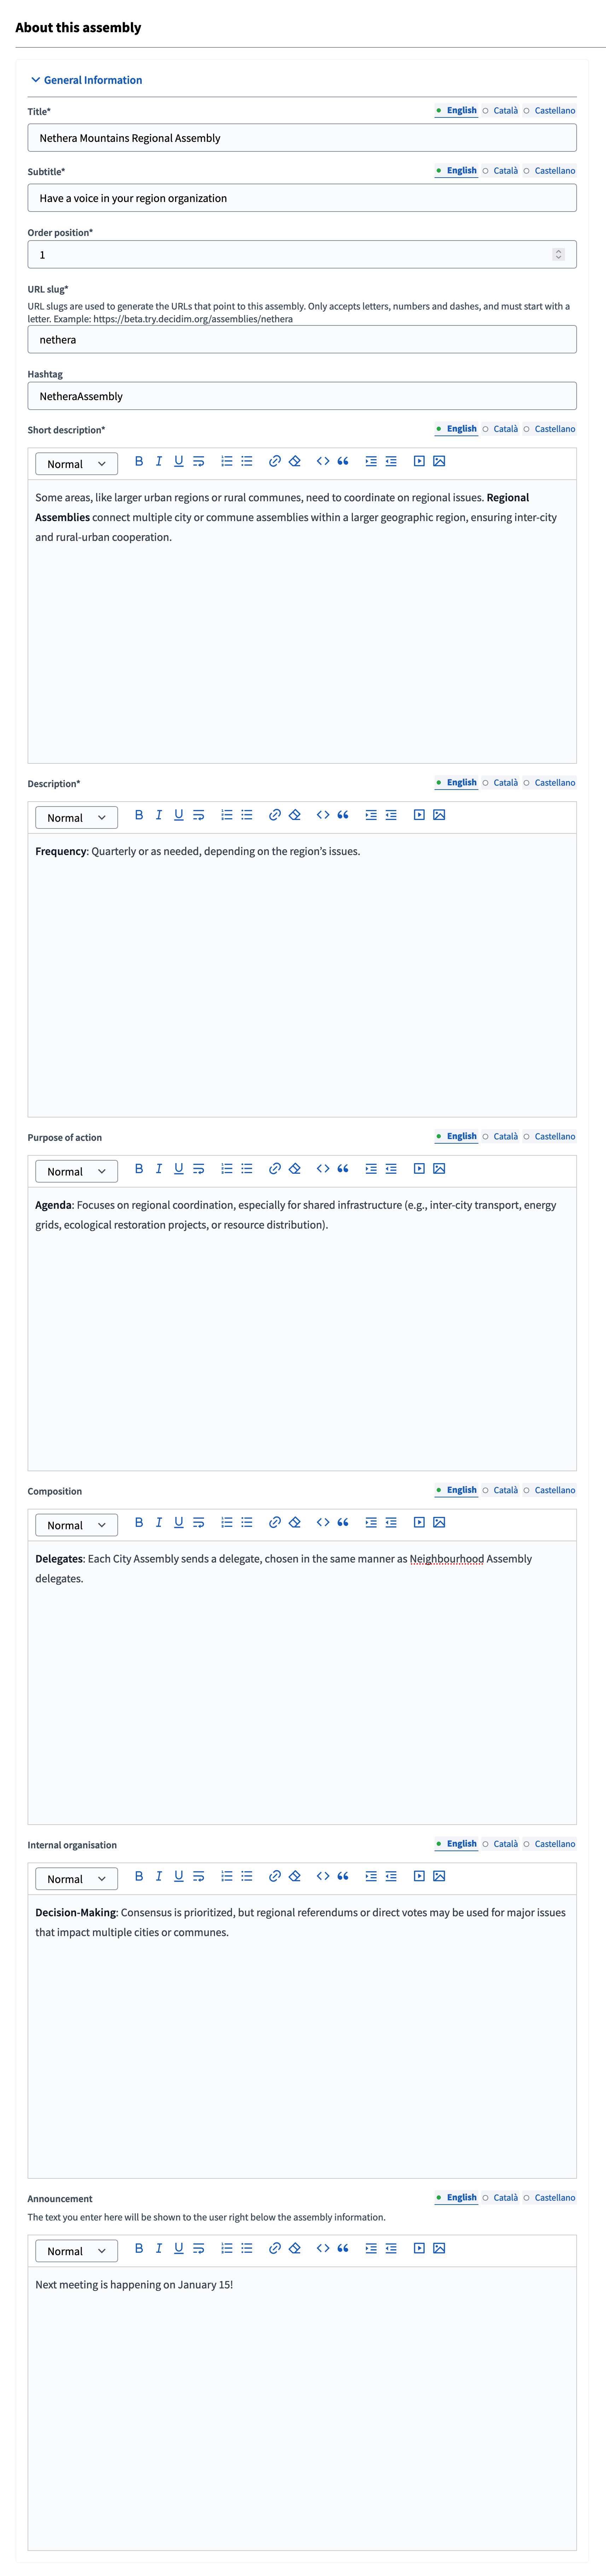 About this assembly
General Information
Title*
English Català Castellano
Nethera Mountains Regional Assembly
Subtitle*
English Català Castellano
Have a voice in your region organization
Order position*
1
URL slug*
URL slugs are used to generate the URLs that point to this assembly. Only accepts letters, numbers and dashes, and must start with a
letter. Example: https://beta.try.decidim.org/assemblies/nethera
nethera
Hashtag
NetheraAssembly
Short description*
English Català Castellano
Normal
Some areas, like larger urban regions or rural communes, need to coordinate on regional issues. Regional
Assemblies connect multiple city or commune assemblies within a larger geographic region, ensuring inter-city
and rural-urban cooperation.
Description*
English Català Castellano
Normal
Frequency: Quarterly or as needed, depending on the region's issues.
Purpose of action
English Català Castellano
Normal
Agenda: Focuses on regional coordination, especially for shared infrastructure (e.g., inter-city transport, energy
grids, ecological restoration projects, or resource distribution).
Composition
English Català Castellano
Normal
Delegates: Each City Assembly sends a delegate, chosen in the same manner as Neighbourhood Assembly
delegates.
Internal organisation
English Català Castellano
Normal
Decision-Making: Consensus is prioritized, but regional referendums or direct votes may be used for major issues
that impact multiple cities or communes.
Announcement
English Català Castellano
The text you enter here will be shown to the user right below the assembly information.
Normal
Next meeting is happening on January 15!